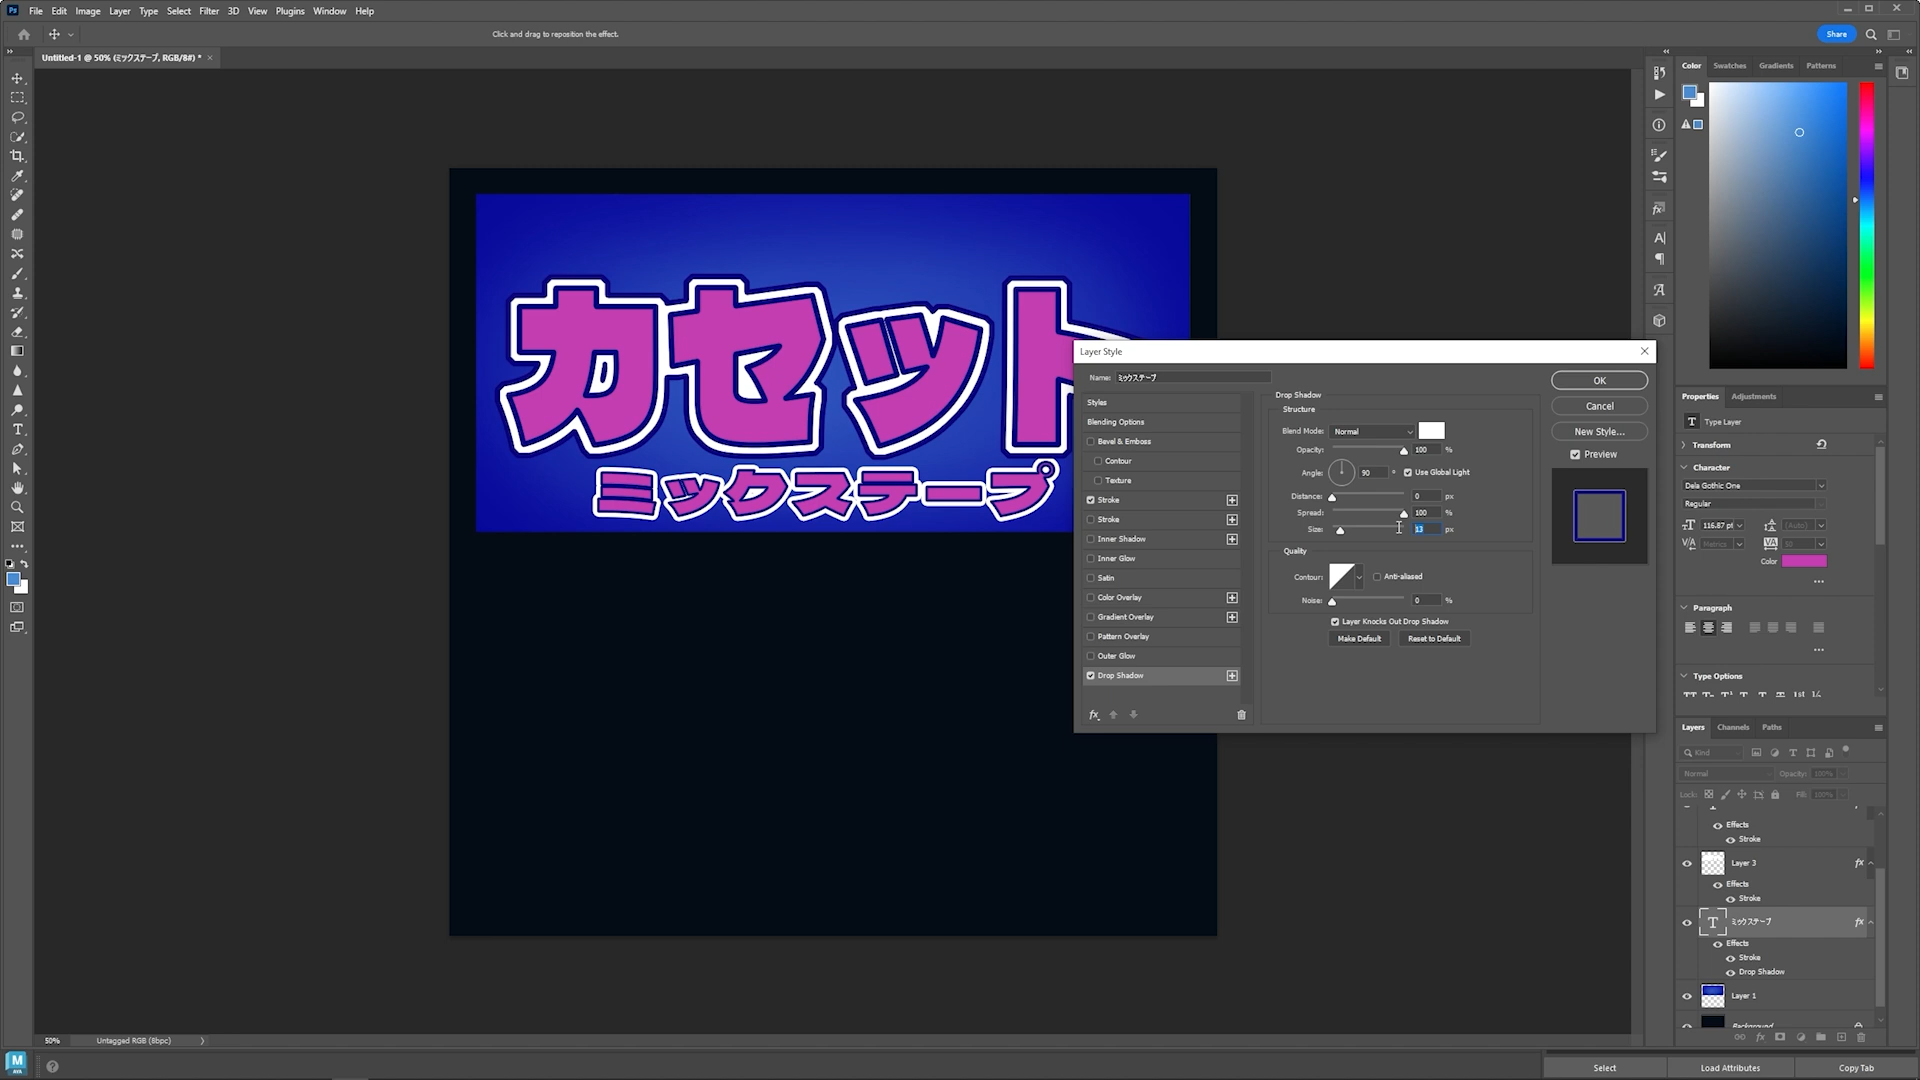 File Edit Image Layer Type Select Filter 3D View Plugins Window Help
Click and drag to reposition the effect.
Share
Untitled-1 @ 50% (ミックステープ, RGB/8#) *
Color Swatches Gradients Patterns
カセット
ミックステープ
Layer Style
Name: ミックステープ
Styles
Blending Options
Bevel & Emboss
Contour
Texture
Stroke
Stroke
Inner Shadow
Inner Glow
Satin
Color Overlay
Gradient Overlay
Pattern Overlay
Outer Glow
Drop Shadow
Drop Shadow
Structure
Blend Mode: Normal
Opacity: 100 %
Angle: 90 ° Use Global Light
Distance: 0 px
Spread: 100 %
Size: 13 px
Quality
Contour: Anti-aliased
Noise: 0 %
Layer Knocks Out Drop Shadow
Make Default Reset to Default
OK
Cancel
New Style...
Preview
Properties Adjustments
Type Layer
Transform
Character
Dela Gothic One
Regular
116.87 pt (Auto)
Metrics 50
Color
Paragraph
Type Options
Layers Channels Paths
Kind
Normal Opacity: 100%
Lock: Fill: 100%
Effects
Stroke
Layer 3
Effects
Stroke
ミックステープ
Effects
Stroke
Drop Shadow
Layer 1
Background
50% Untagged RGB (8bpc)
Select Load Attributes Copy Tab